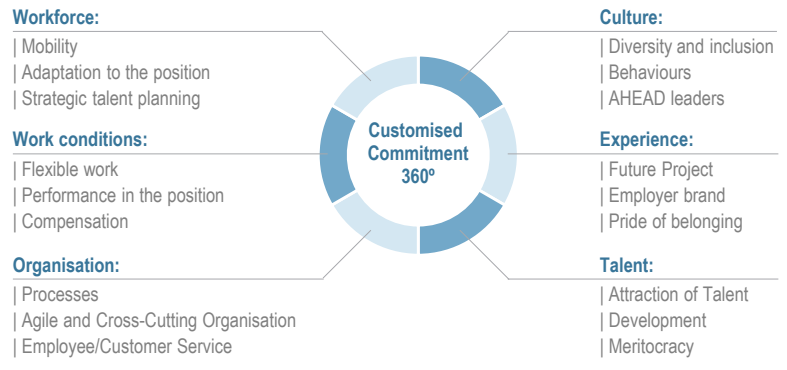 Workforce:
| Mobility
| Adaptation to the position
| Strategic talent planning
Work conditions:
| Flexible work
| Performance in the position
| Compensation
Organisation:
| Processes
| Agile and Cross-Cutting Organisation
| Employee/Customer Service
Customised
Commitment
360º
Culture:
| Diversity and inclusion
| Behaviours
| AHEAD leaders
Experience:
| Future Project
| Employer brand
| Pride of belonging
Talent:
| Attraction of Talent
| Development
| Meritocracy